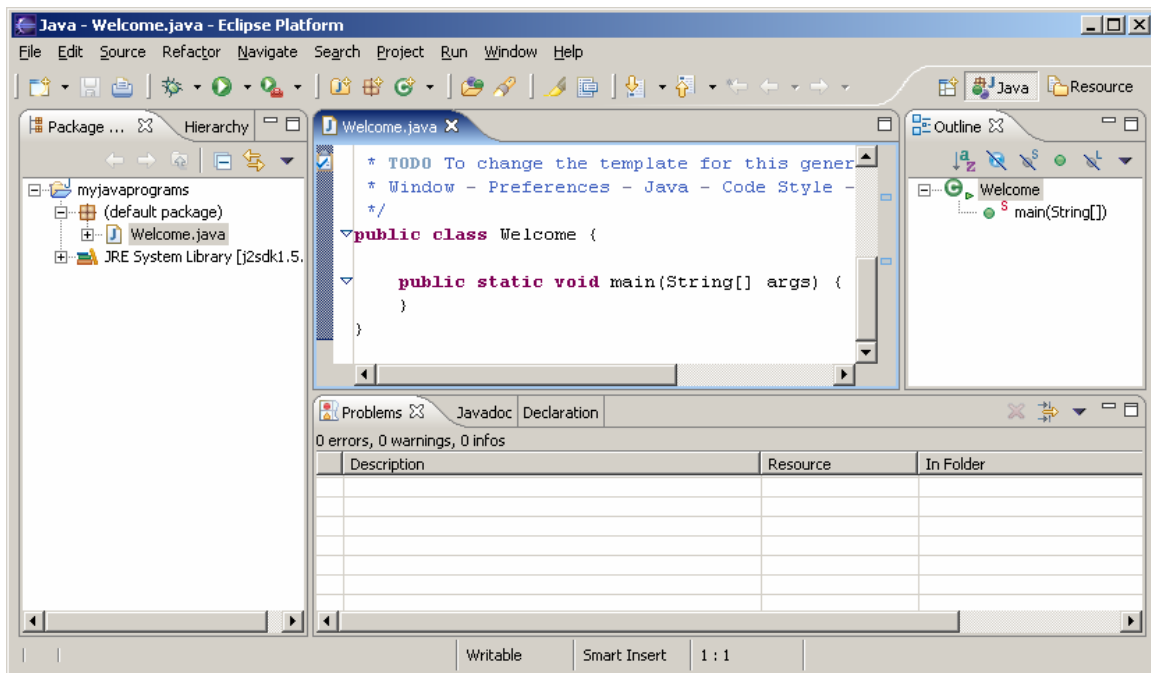 Java - Welcome.java - Eclipse Platform
File Edit Source Refactor Navigate Search Project Run Window Help
Java Resource
Package ... Hierarchy
myjavaprograms
(default package)
Welcome.java
JRE System Library [j2sdk1.5.
Welcome.java
* TODO To change the template for this gener
* Window - Preferences - Java - Code Style -
*/
public class Welcome {
public static void main(String[] args) {
}
}
Outline
Welcome
main(String[])
Problems Javadoc Declaration
0 errors, 0 warnings, 0 infos
Description Resource In Folder
Writable Smart Insert 1 : 1